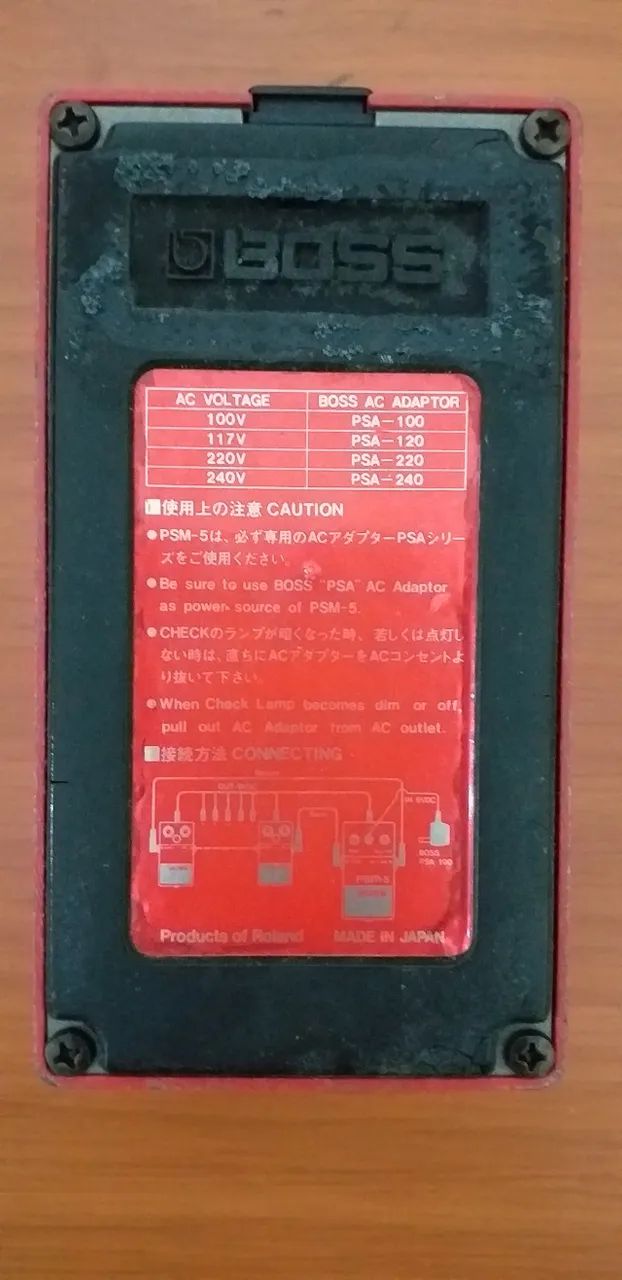 BOSS
AC VOLTAGE BOSS AC ADAPTOR
100V PSA-100
117V PSA-120
220V PSA-220
240V PSA-240
■使用上の注意 CAUTION
●PSM-5は、必ず専用のACアダプターPSAシリー
ズをご使用ください。
●Be sure to use BOSS "PSA" AC Adaptor
as power source of PSM-5.
●CHECKのランプが暗くなった時、若しくは点灯し
ない時は、直ちにACアダプターをACコンセントよ
り抜いて下さい。
●When Check Lamp becomes dim or off,
pull out AC Adaptor from AC outlet.
■接続方法 CONNECTING
OUT 9VDC
IN 9VDC
BOSS
PSA 100
PSM-5
Products of Roland MADE IN JAPAN